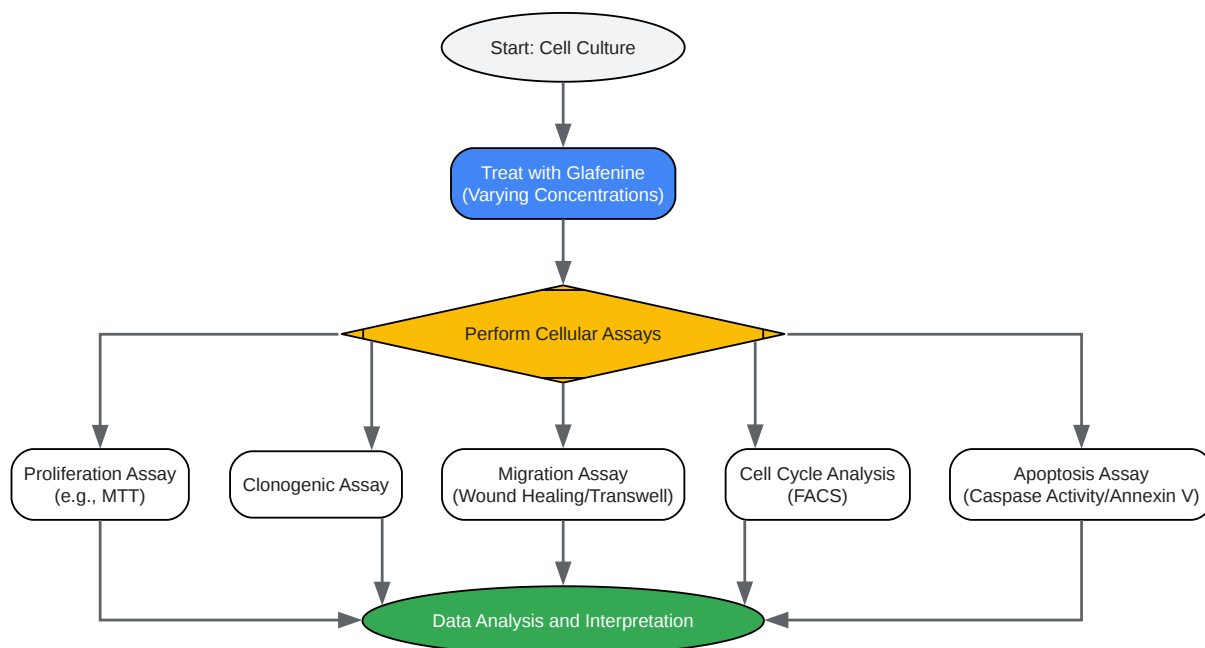 Start: Cell Culture
Treat with Glafenine
(Varying Concentrations)
Perform Cellular Assays
Proliferation Assay
(e.g., MTT)
Clonogenic Assay
Migration Assay
(Wound Healing/Transwell)
Cell Cycle Analysis
(FACS)
Apoptosis Assay
(Caspase Activity/Annexin V)
Data Analysis and Interpretation